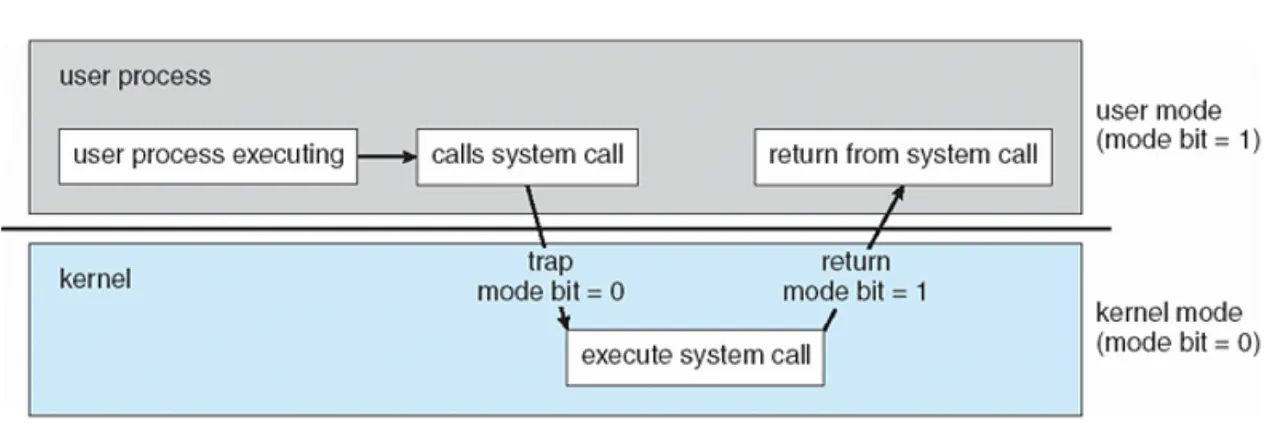 user process
user process executing
calls system call
return from system call
user mode
(mode bit = 1)
kernel
trap
mode bit = 0
return
mode bit = 1
execute system call
kernel mode
(mode bit = 0)